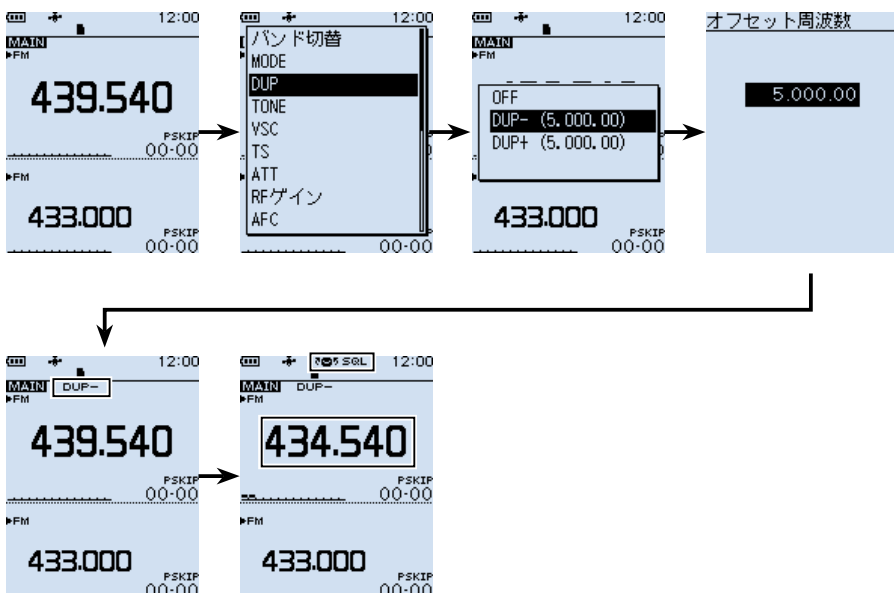 12:00
MAIN
FM
439.540
PSKIP
00-00
FM
433.000
PSKIP
00-00
12:00
バンド切替
MODE
DUP
TONE
VSC
TS
ATT
RFゲイン
AFC
00-00
12:00
MAIN
FM
OFF
DUP- (5.000.00)
DUP+ (5.000.00)
433.000
PSKIP
00-00
オフセット周波数
5.000.00
12:00
MAIN DUP-
FM
439.540
PSKIP
00-00
FM
433.000
PSKIP
00-00
SQL 12:00
MAIN DUP-
FM
434.540
PSKIP
00-00
FM
433.000
PSKIP
00-00